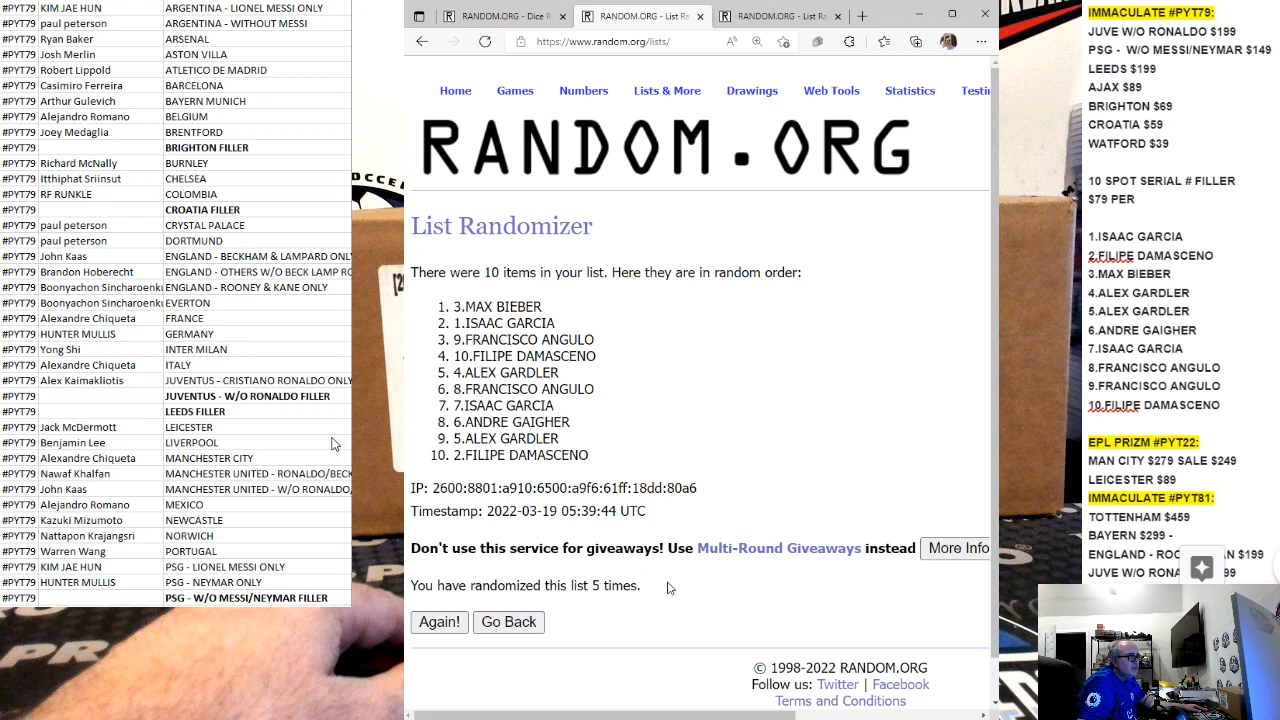 #PYT79 KIM JAE HUN ARGENTINA - LIONEL MESSI ONLY
#PYT79 ARGENTINA - WITHOUT MESSI
#PYT79 Ryan Baker ARSENAL
#PYT79 Josh Merlin ASTON VILLA
#PYT79 Robert Lippold ATLETICO DE MADRID
#PYT79 Casimiro Ferreira BARCELONA
#PYT79 Arthur Gulevich BAYERN MUNICH
#PYT79 Alejandro Romano BELGIUM
#PYT79 Joey Medaglia BRENTFORD
#PYT79 BRIGHTON FILLER
#PYT79 Richard McNally BURNLEY
#PYT79 Itthiphat Sriinsut CHELSEA
#PYT79 RF RUNKLE COLOMBIA
#PYT79 CROATIA FILLER
#PYT79 paul peterson CRYSTAL PALACE
#PYT79 paul peterson DORTMUND
#PYT79 John Kaas ENGLAND - BECKHAM & LAMPARD ONLY
#PYT79 Brandon Hoberecht ENGLAND - OTHERS W/O BECK LAMP RO
#PYT79 Boonyachon Sincharoenku ENGLAND - ROONEY & KANE ONLY
#PYT79 Boonyachon Sincharoenku EVERTON
#PYT79 Alexandre Chiqueta FRANCE
#PYT79 HUNTER MULLIS GERMANY
#PYT79 Yong Shi INTER MILAN
#PYT79 Alexandre Chiqueta ITALY
#PYT79 Alex Kaimakliotis JUVENTUS - CRISTIANO RONALDO ONLY
#PYT79 JUVENTUS - W/O RONALDO FILLER
#PYT79 LEEDS FILLER
#PYT79 Jack McDermott LEICESTER
#PYT79 Benjamin Lee LIVERPOOL
#PYT79 Alexandre Chiqueta MANCHESTER CITY
#PYT79 Nawaf Khalfan MANCHESTER UNITED - RONALDO/BECK
#PYT79 John Kaas MANCHESTER UNITED - W/O RONALDO/
#PYT79 Alejandro Romano MEXICO
#PYT79 Kazuki Mizumoto NEWCASTLE
#PYT79 Nattapon Krajangsri NORWICH
#PYT79 Warren Wang PORTUGAL
#PYT79 KIM JAE HUN PSG - LIONEL MESSI ONLY
#PYT79 HUNTER MULLIS PSG - NEYMAR ONLY
#PYT79 PSG - W/O MESSI/NEYMAR FILLER
RANDOM.ORG - Dice R
RANDOM.ORG - List Ra
RANDOM.ORG - List Ra
https://www.random.org/lists/
Home Games Numbers Lists & More Drawings Web Tools Statistics Testin
RANDOM.ORG
List Randomizer
There were 10 items in your list. Here they are in random order:
1. 3.MAX BIEBER
2. 1.ISAAC GARCIA
3. 9.FRANCISCO ANGULO
4. 10.FILIPE DAMASCENO
5. 4.ALEX GARDLER
6. 8.FRANCISCO ANGULO
7. 7.ISAAC GARCIA
8. 6.ANDRE GAIGHER
9. 5.ALEX GARDLER
10. 2.FILIPE DAMASCENO
IP: 2600:8801:a910:6500:a9f6:61ff:18dd:80a6
Timestamp: 2022-03-19 05:39:44 UTC
Don't use this service for giveaways! Use Multi-Round Giveaways instead More Info
You have randomized this list 5 times.
Again! Go Back
© 1998-2022 RANDOM.ORG
Follow us: Twitter | Facebook
Terms and Conditions
IMMACULATE #PYT79:
JUVE W/O RONALDO $199
PSG - W/O MESSI/NEYMAR $149
LEEDS $199
AJAX $89
BRIGHTON $69
CROATIA $59
WATFORD $39
10 SPOT SERIAL # FILLER
$79 PER
1.ISAAC GARCIA
2.FILIPE DAMASCENO
3.MAX BIEBER
4.ALEX GARDLER
5.ALEX GARDLER
6.ANDRE GAIGHER
7.ISAAC GARCIA
8.FRANCISCO ANGULO
9.FRANCISCO ANGULO
10.FILIPE DAMASCENO
EPL PRIZM #PYT22:
MAN CITY $279 SALE $249
LEICESTER $89
IMMACULATE #PYT81:
TOTTENHAM $459
BAYERN $299 -
ENGLAND - ROO AN $199
JUVE W/O RONA 99